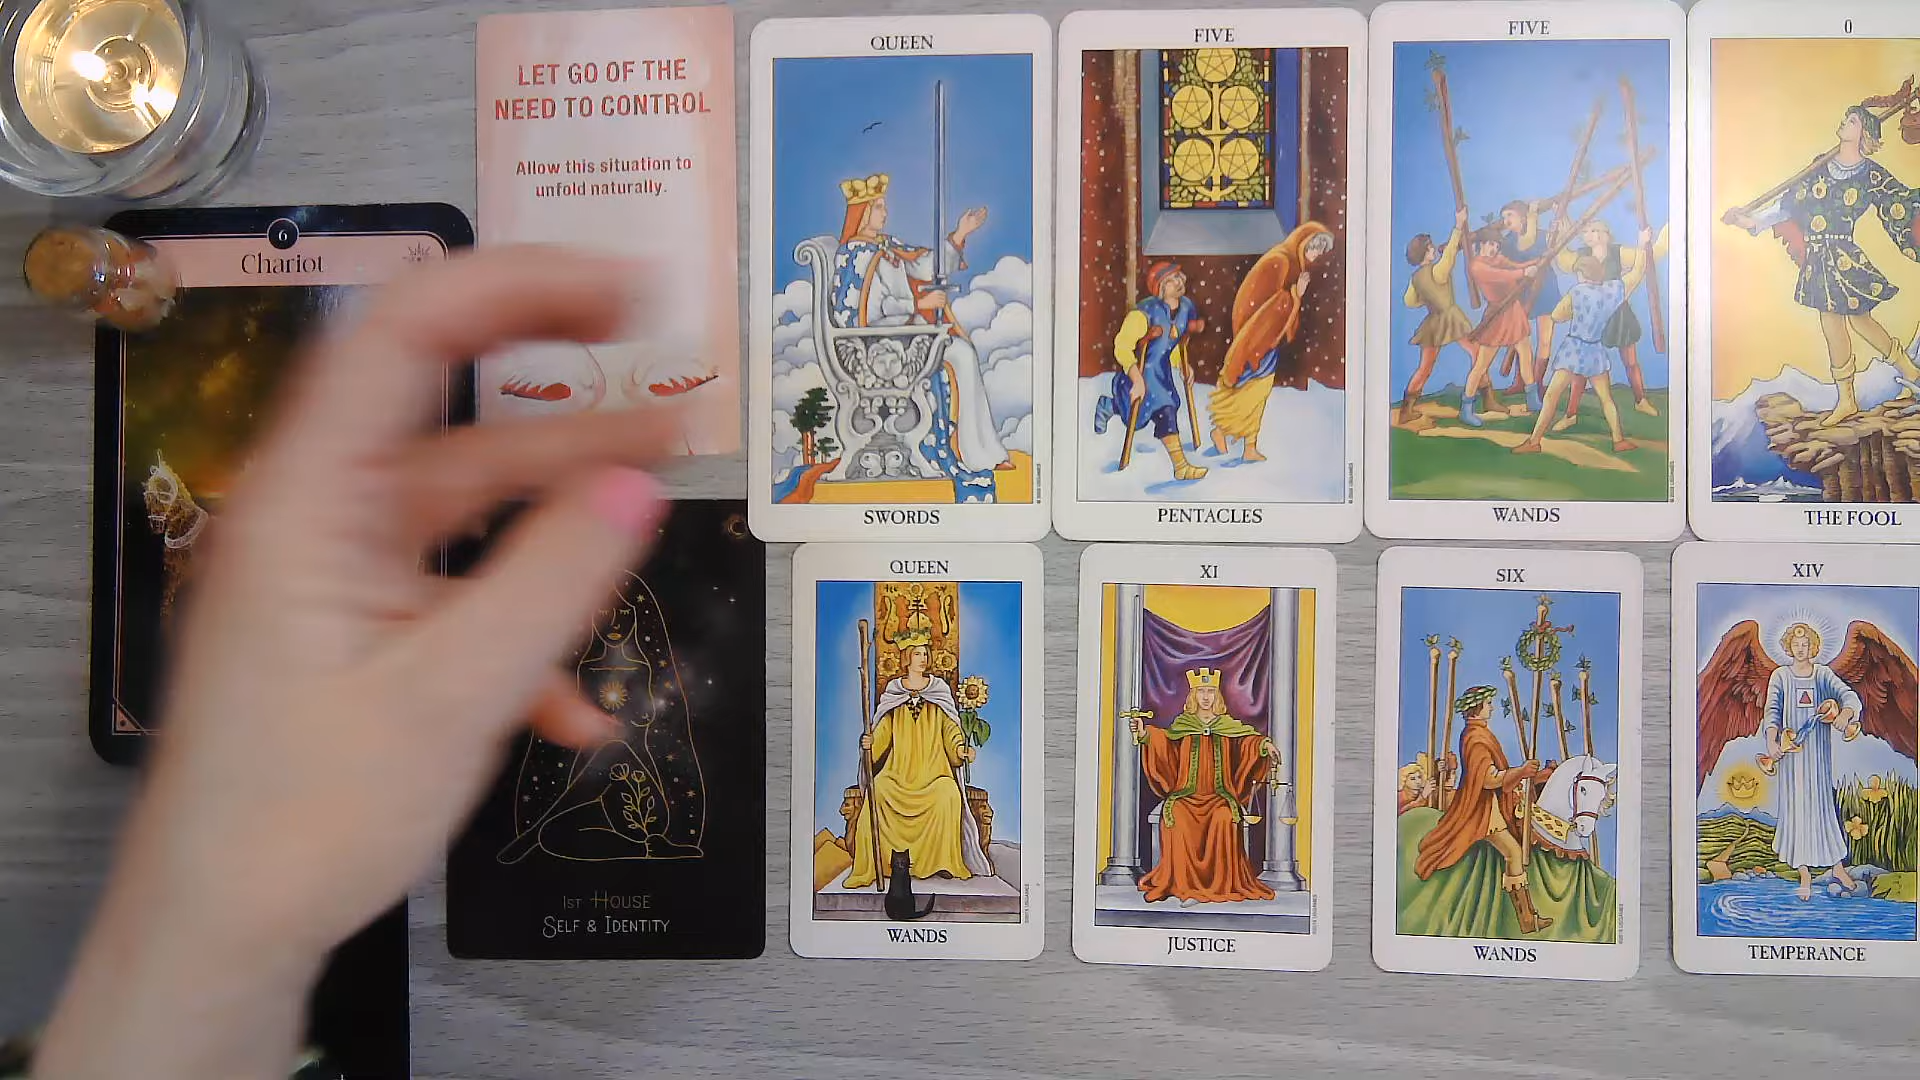 6
Chariot
LET GO OF THE
NEED TO CONTROL
Allow this situation to
unfold naturally.
QUEEN
SWORDS
FIVE
PENTACLES
FIVE
WANDS
0
THE FOOL
1ST HOUSE
SELF & IDENTITY
QUEEN
WANDS
XI
JUSTICE
SIX
WANDS
XIV
TEMPERANCE